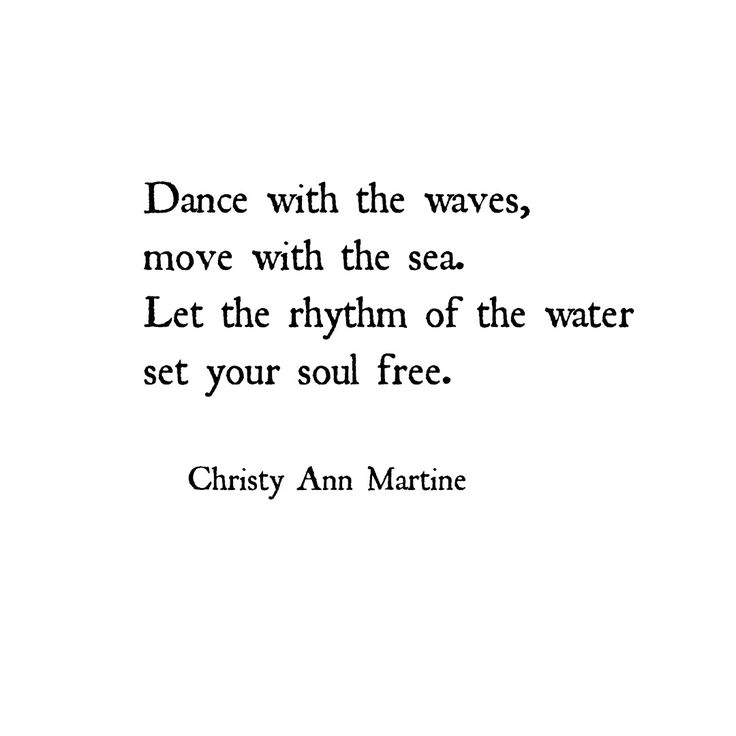 Dance with the waves,
move with the sea.
Let the rhythm of the water
set your soul free.
Christy Ann Martine